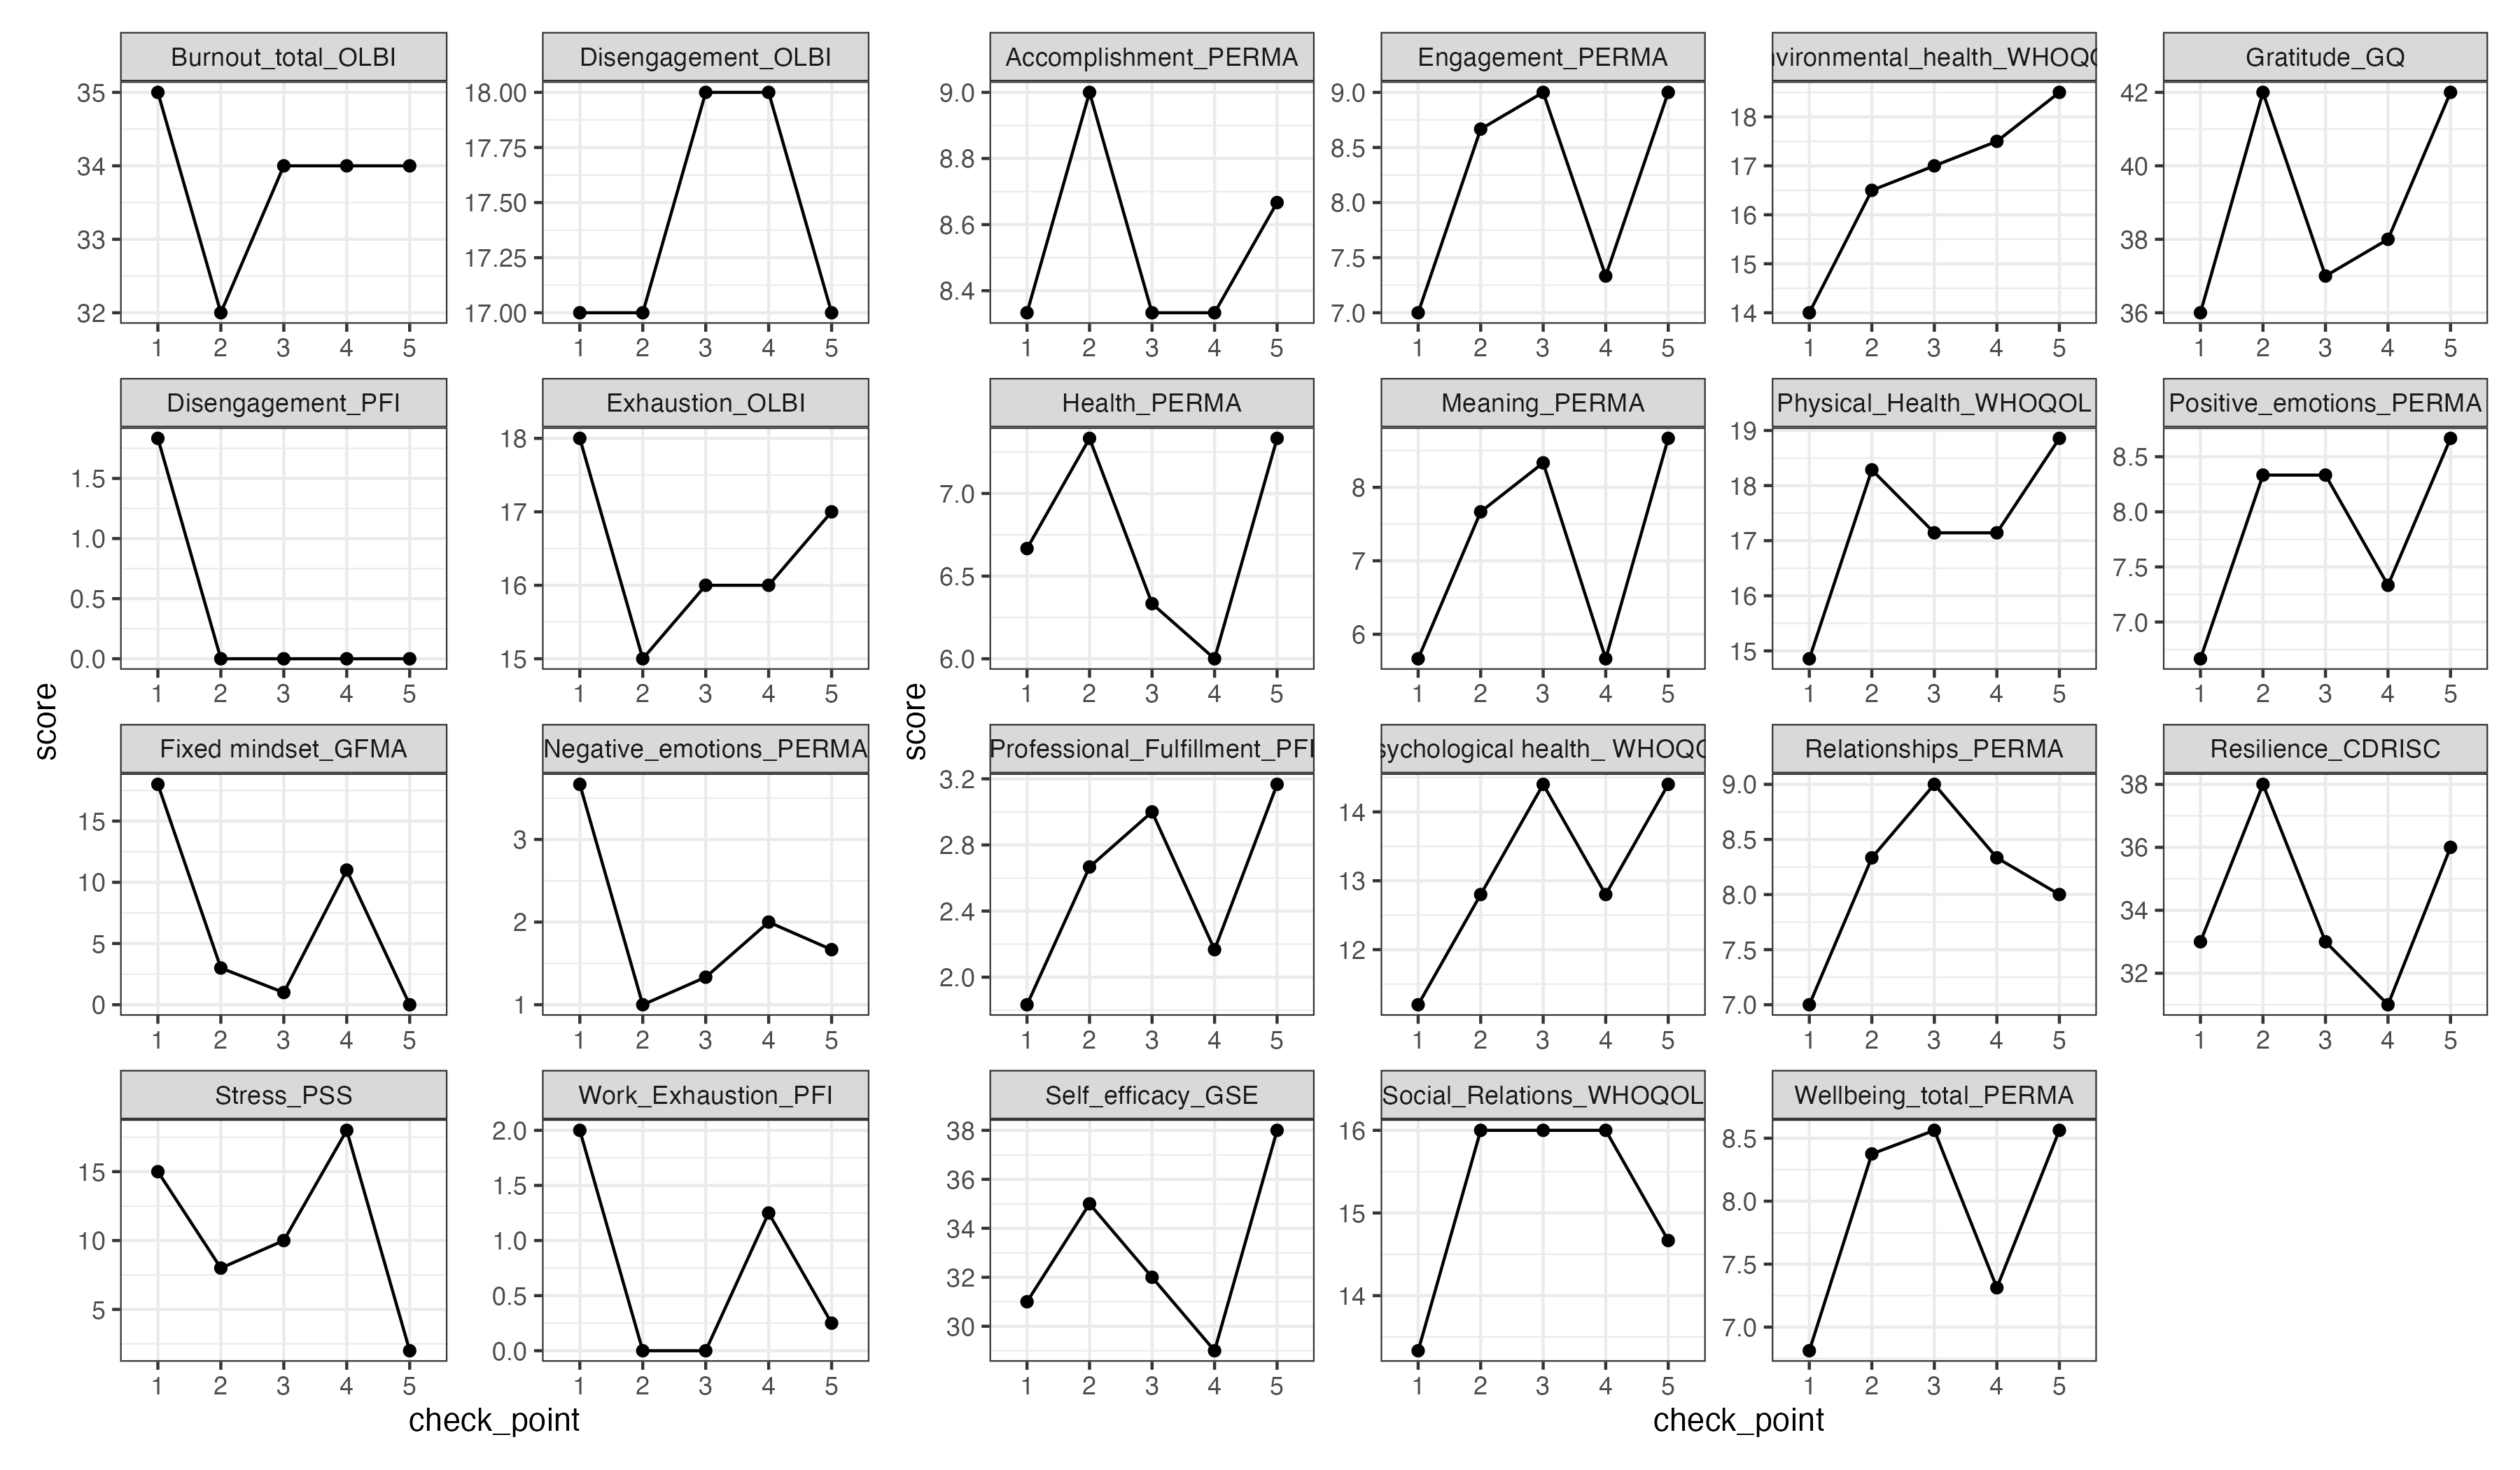 Burnout_total_OLBI
35
34
33
32
1 2 3 4 5
Disengagement_OLBI
18.00
17.75
17.50
17.25
17.00
1 2 3 4 5
Accomplishment_PERMA
9.0
8.8
8.6
8.4
1 2 3 4 5
Engagement_PERMA
9.0
8.5
8.0
7.5
7.0
1 2 3 4 5
nvironmental_health_WHOQO
18
17
16
15
14
1 2 3 4 5
Gratitude_GQ
42
40
38
36
1 2 3 4 5
Disengagement_PFI
1.5
1.0
0.5
0.0
1 2 3 4 5
Exhaustion_OLBI
18
17
16
15
1 2 3 4 5
Health_PERMA
7.0
6.5
6.0
1 2 3 4 5
Meaning_PERMA
8
7
6
1 2 3 4 5
Physical_Health_WHOQOL
19
18
17
16
15
1 2 3 4 5
Positive_emotions_PERMA
8.5
8.0
7.5
7.0
1 2 3 4 5
Fixed mindset_GFMA
15
10
5
0
1 2 3 4 5
Negative_emotions_PERMA
3
2
1
1 2 3 4 5
Professional_Fulfillment_PFI
3.2
2.8
2.4
2.0
1 2 3 4 5
sychological health_ WHOQO
14
13
12
1 2 3 4 5
Relationships_PERMA
9.0
8.5
8.0
7.5
7.0
1 2 3 4 5
Resilience_CDRISC
38
36
34
32
1 2 3 4 5
Stress_PSS
15
10
5
1 2 3 4 5
Work_Exhaustion_PFI
2.0
1.5
1.0
0.5
0.0
1 2 3 4 5
Self_efficacy_GSE
38
36
34
32
30
1 2 3 4 5
Social_Relations_WHOQOL
16
15
14
1 2 3 4 5
Wellbeing_total_PERMA
8.5
8.0
7.5
7.0
1 2 3 4 5
score
score
check_point
check_point